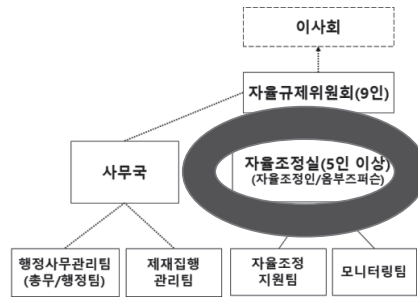 이사회
자율규제위원회(9인)
사무국
자율조정실(5인 이상)
(자율조정인/옴부즈퍼슨)
행정사무관리팀
(총무/행정팀)
제재집행
관리팀
자율조정
지원팀
모니터링팀